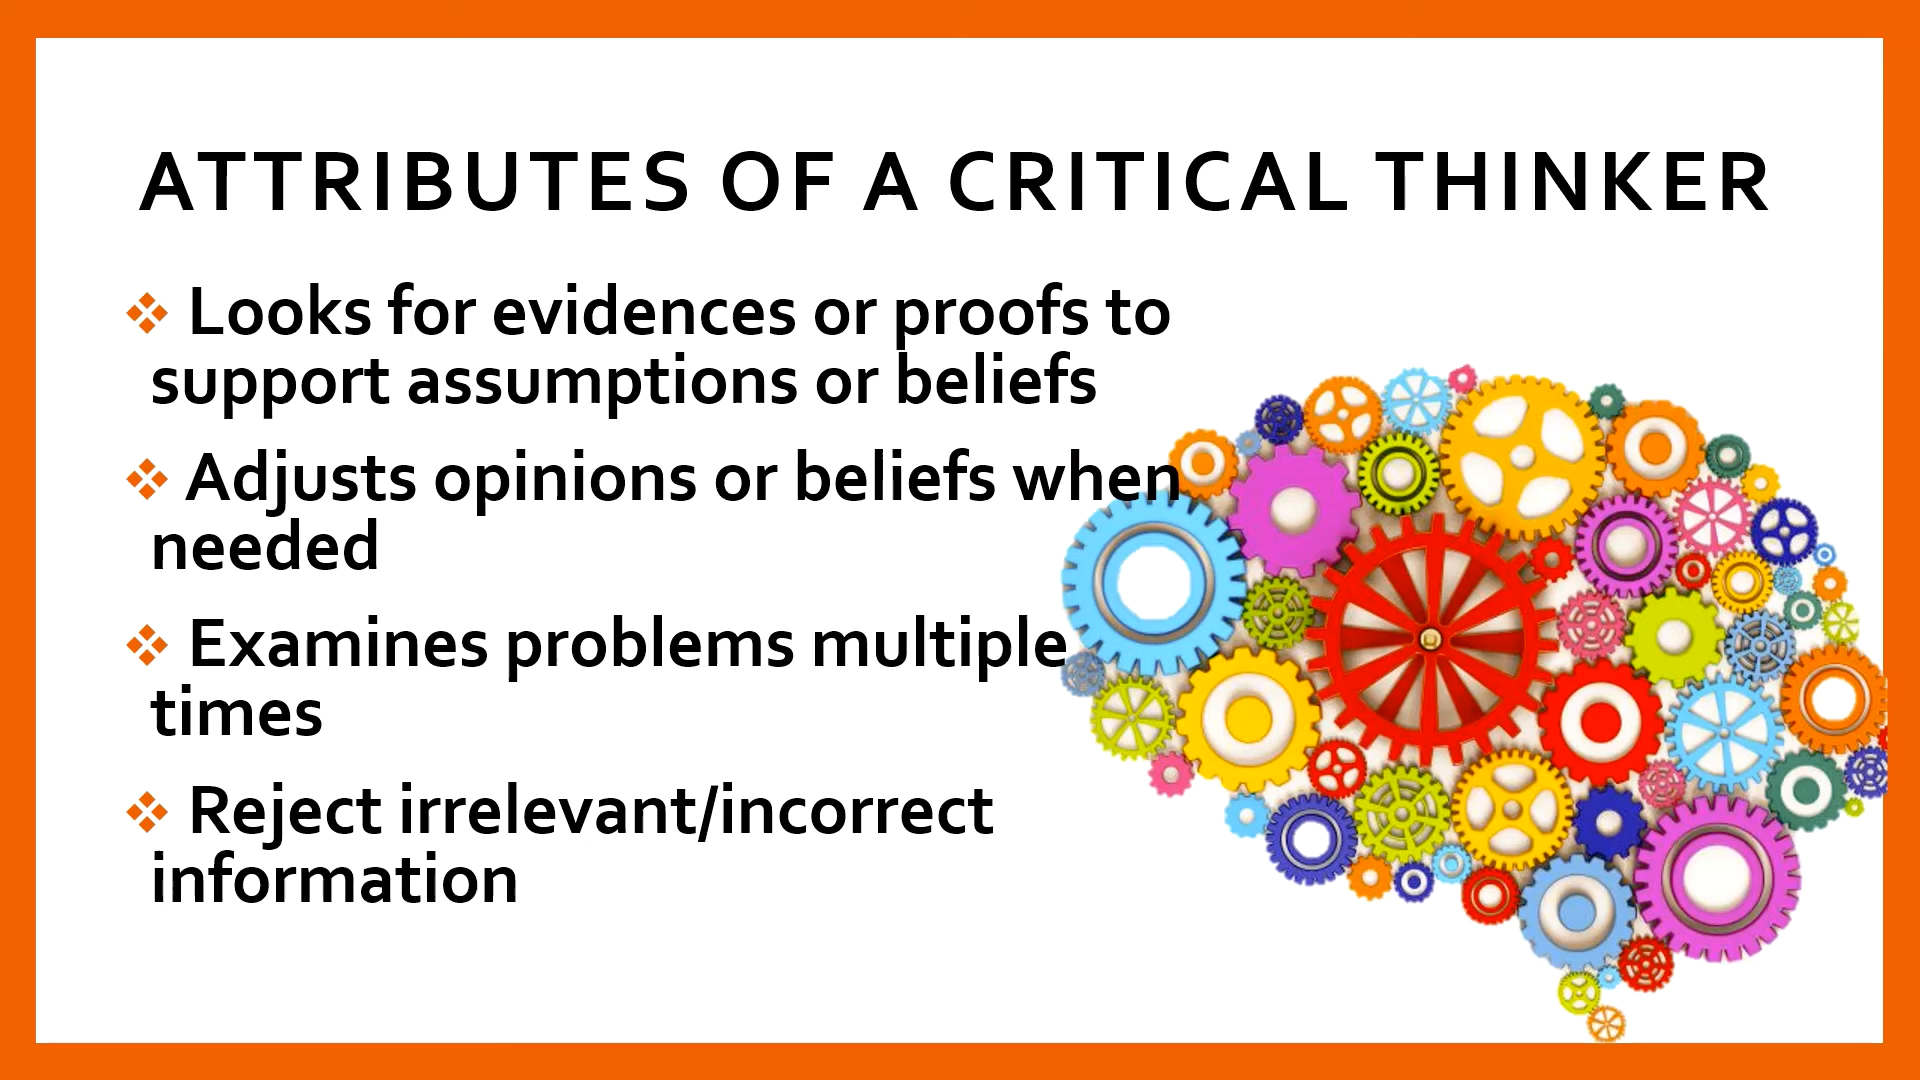 ATTRIBUTES OF A CRITICAL THINKER
❖ Looks for evidences or proofs to
support assumptions or beliefs
❖ Adjusts opinions or beliefs when
needed
❖ Examines problems multiple
times
❖ Reject irrelevant/incorrect
information